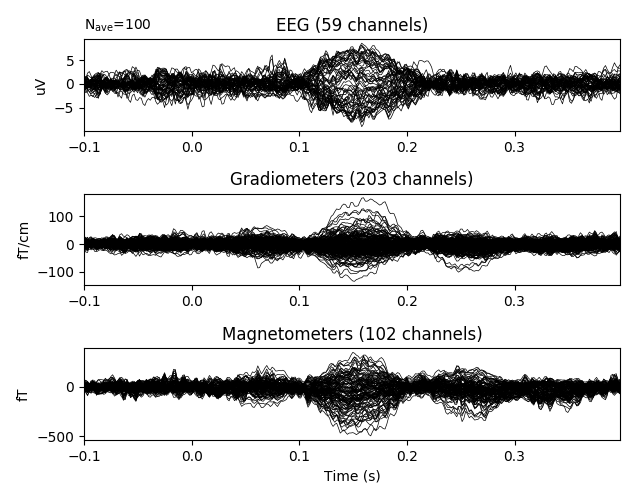 Nave=100
EEG (59 channels)
uV
5
0
−5
−0.1 0.0 0.1 0.2 0.3
Gradiometers (203 channels)
fT/cm
100
0
−100
−0.1 0.0 0.1 0.2 0.3
Magnetometers (102 channels)
fT
0
−500
−0.1 0.0 0.1 0.2 0.3
Time (s)